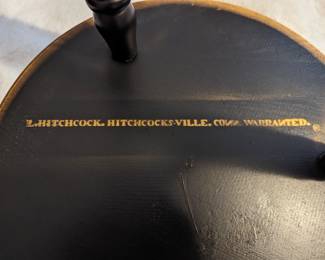 L. HITCHCOCK. HITCHCOCKS-VILLE. CONN. WARRANTED. ®